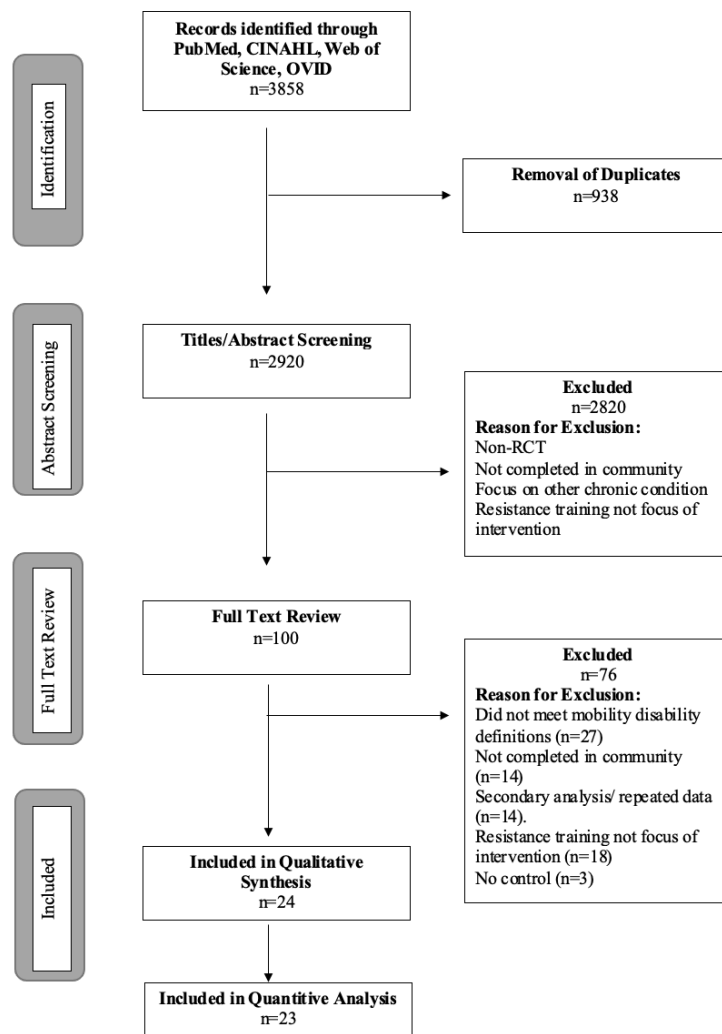 Records identified through
PubMed, CINAHL, Web of
Science, OVID
n=3858
Identification
Removal of Duplicates
n=938
Titles/Abstract Screening
n=2920
Abstract Screening
Excluded
n=2820
Reason for Exclusion:
Non-RCT
Not completed in community
Focus on other chronic condition
Resistance training not focus of
intervention
Full Text Review
n=100
Full Text Review
Excluded
n=76
Reason for Exclusion:
Did not meet mobility disability
definitions (n=27)
Not completed in community
(n=14)
Secondary analysis/ repeated data
(n=14).
Resistance training not focus of
intervention (n=18)
No control (n=3)
Included
Included in Qualitative
Synthesis
n=24
Included in Quantitive Analysis
n=23